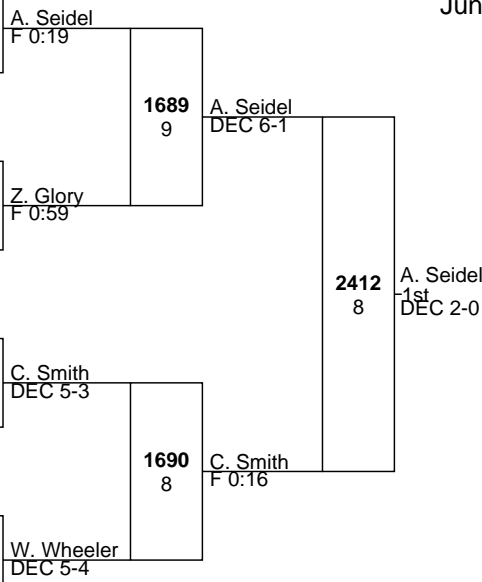 Jun
A. Seidel
F 0:19
1689
9
A. Seidel
DEC 6-1
Z. Glory
F 0:59
2412
8
A. Seidel
1st
DEC 2-0
C. Smith
DEC 5-3
1690
8
C. Smith
F 0:16
W. Wheeler
DEC 5-4